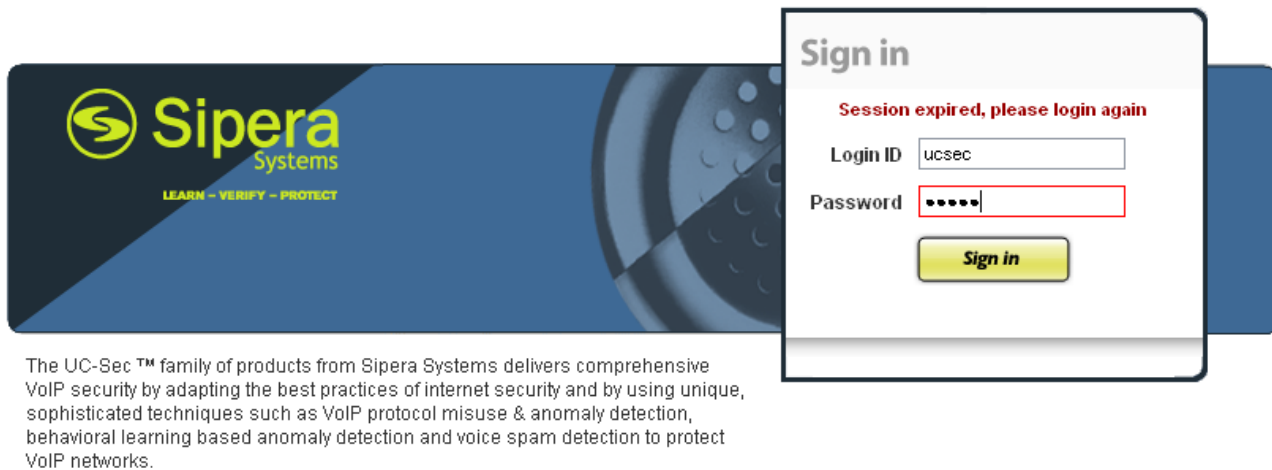 Sipera
Systems
LEARN – VERIFY – PROTECT
Sign in
Session expired, please login again
Login ID ucsec
Password •••••
Sign in
The UC-Sec ™ family of products from Sipera Systems delivers comprehensive
VoIP security by adapting the best practices of internet security and by using unique,
sophisticated techniques such as VoIP protocol misuse & anomaly detection,
behavioral learning based anomaly detection and voice spam detection to protect
VoIP networks.